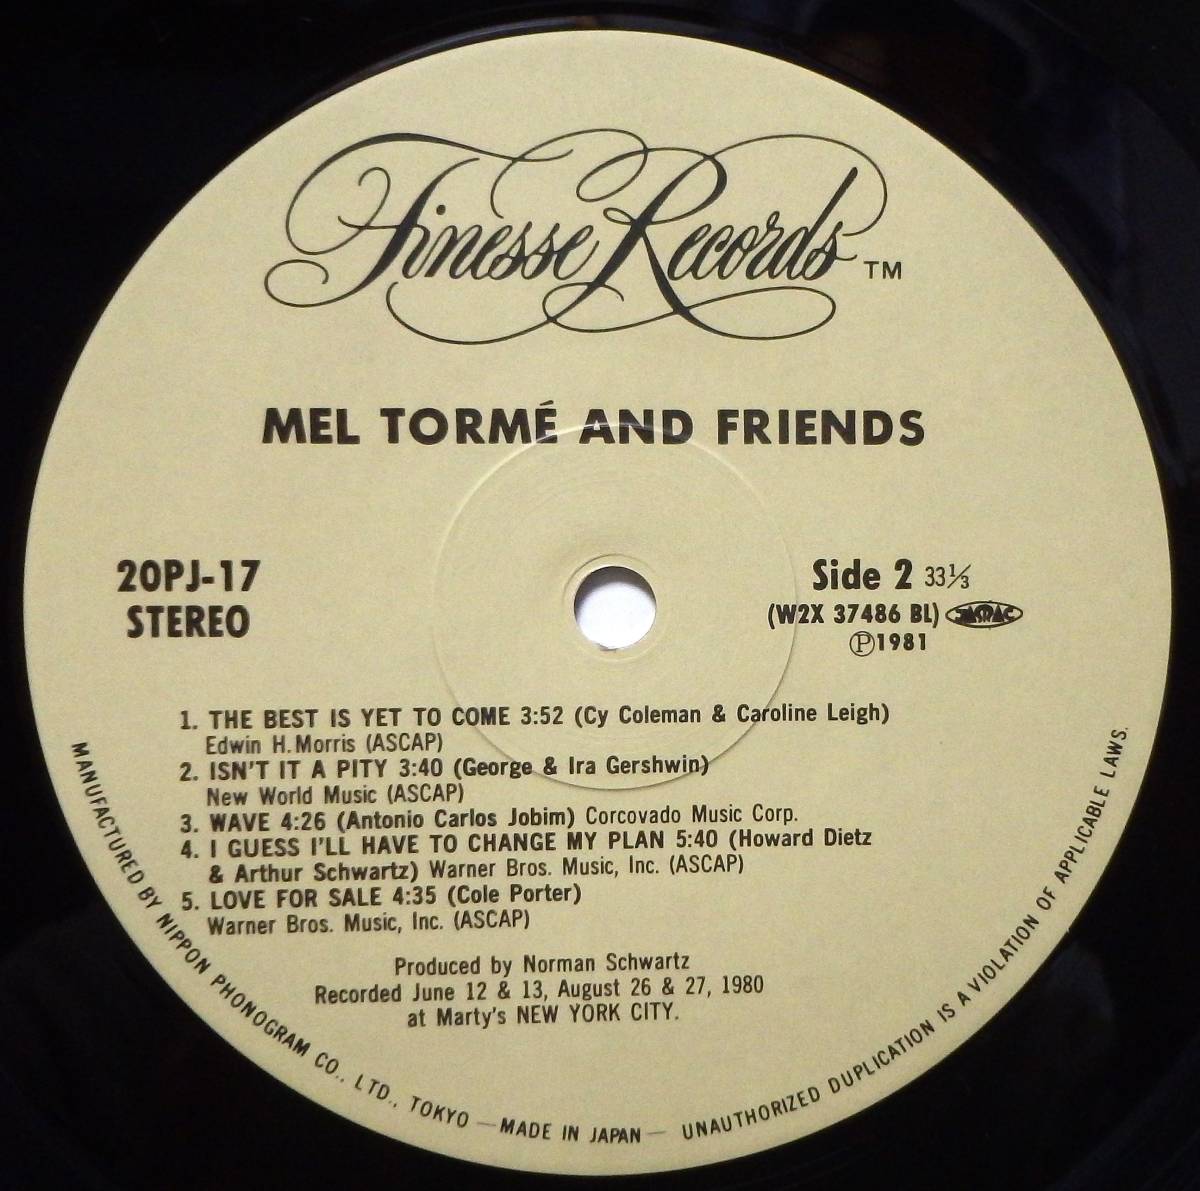 Finesse Records TM
MEL TORMÉ AND FRIENDS
20PJ-17
STEREO
Side 2 33⅓
(W2X 37486 BL) JASRAC
Ⓟ1981
1. THE BEST IS YET TO COME 3:52 (Cy Coleman & Caroline Leigh)
Edwin H. Morris (ASCAP)
2. ISN'T IT A PITY 3:40 (George & Ira Gershwin)
New World Music (ASCAP)
3. WAVE 4:26 (Antonio Carlos Jobim) Corcovado Music Corp.
4. I GUESS I'LL HAVE TO CHANGE MY PLAN 5:40 (Howard Dietz
& Arthur Schwartz) Warner Bros. Music, Inc. (ASCAP)
5. LOVE FOR SALE 4:35 (Cole Porter)
Warner Bros. Music, Inc. (ASCAP)
Produced by Norman Schwartz
Recorded June 12 & 13, August 26 & 27, 1980
at Marty's NEW YORK CITY.
MANUFACTURED BY NIPPON PHONOGRAM CO., LTD., TOKYO — MADE IN JAPAN — UNAUTHORIZED DUPLICATION IS A VIOLATION OF APPLICABLE LAWS.